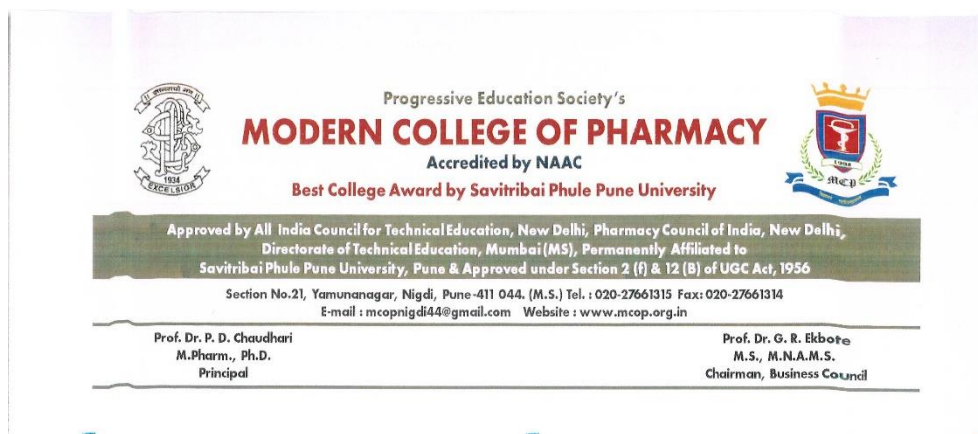 Progressive Education Society's
MODERN COLLEGE OF PHARMACY
Accredited by NAAC
Best College Award by Savitribai Phule Pune University
1934
EXCELSIOR
MCP
Approved by All India Council for Technical Education, New Delhi, Pharmacy Council of India, New Delhi,
Directorate of Technical Education, Mumbai (MS), Permanently Affiliated to
Savitribai Phule Pune University, Pune & Approved under Section 2 (f) & 12 (B) of UGC Act, 1956
Section No.21, Yamunanagar, Nigdi, Pune-411 044. (M.S.) Tel. : 020-27661315 Fax: 020-27661314
E-mail : mcopnigdi44@gmail.com Website : www.mcop.org.in
Prof. Dr. P. D. Chaudhari
M.Pharm., Ph.D.
Principal
Prof. Dr. G. R. Ekbote
M.S., M.N.A.M.S.
Chairman, Business Council